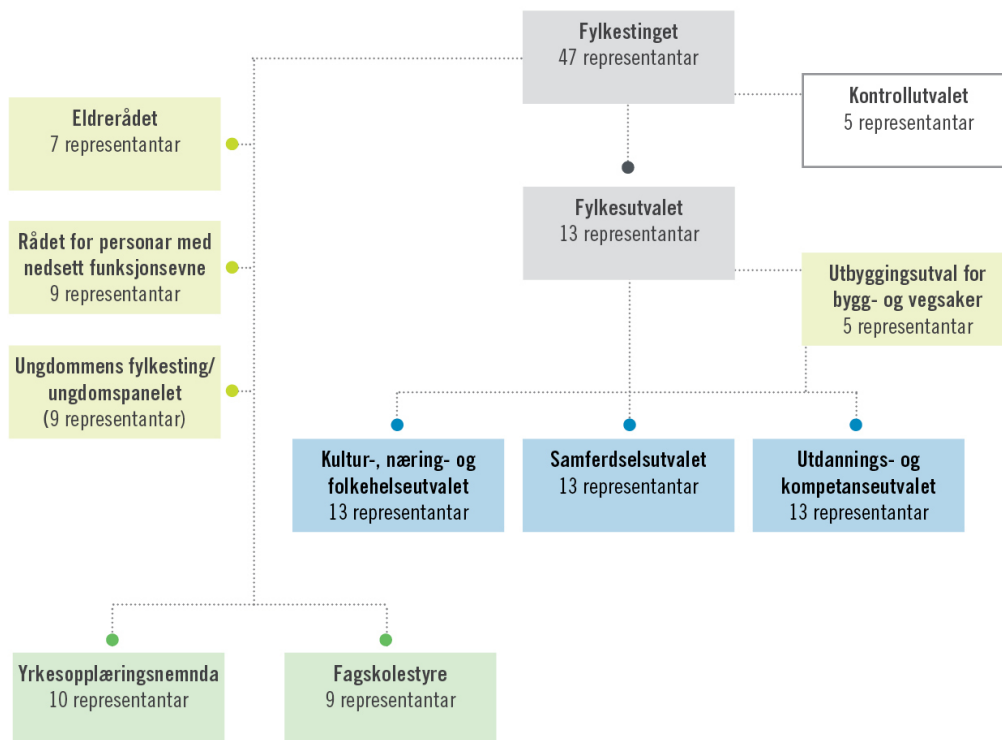 Fylkestinget
47 representantar
Kontrollutvalet
5 representantar
Eldrerådet
7 representantar
Fylkesutvalet
13 representantar
Rådet for personar med
nedsett funksjonsevne
9 representantar
Utbyggingsutval for
bygg- og vegsaker
5 representantar
Ungdommens fylkesting/
ungdomspanelet
(9 representantar)
Kultur-, næring- og
folkehelseutvalet
13 representantar
Samferdselsutvalet
13 representantar
Utdannings- og
kompetanseutvalet
13 representantar
Yrkesopplæringsnemnda
10 representantar
Fagskolestyre
9 representantar